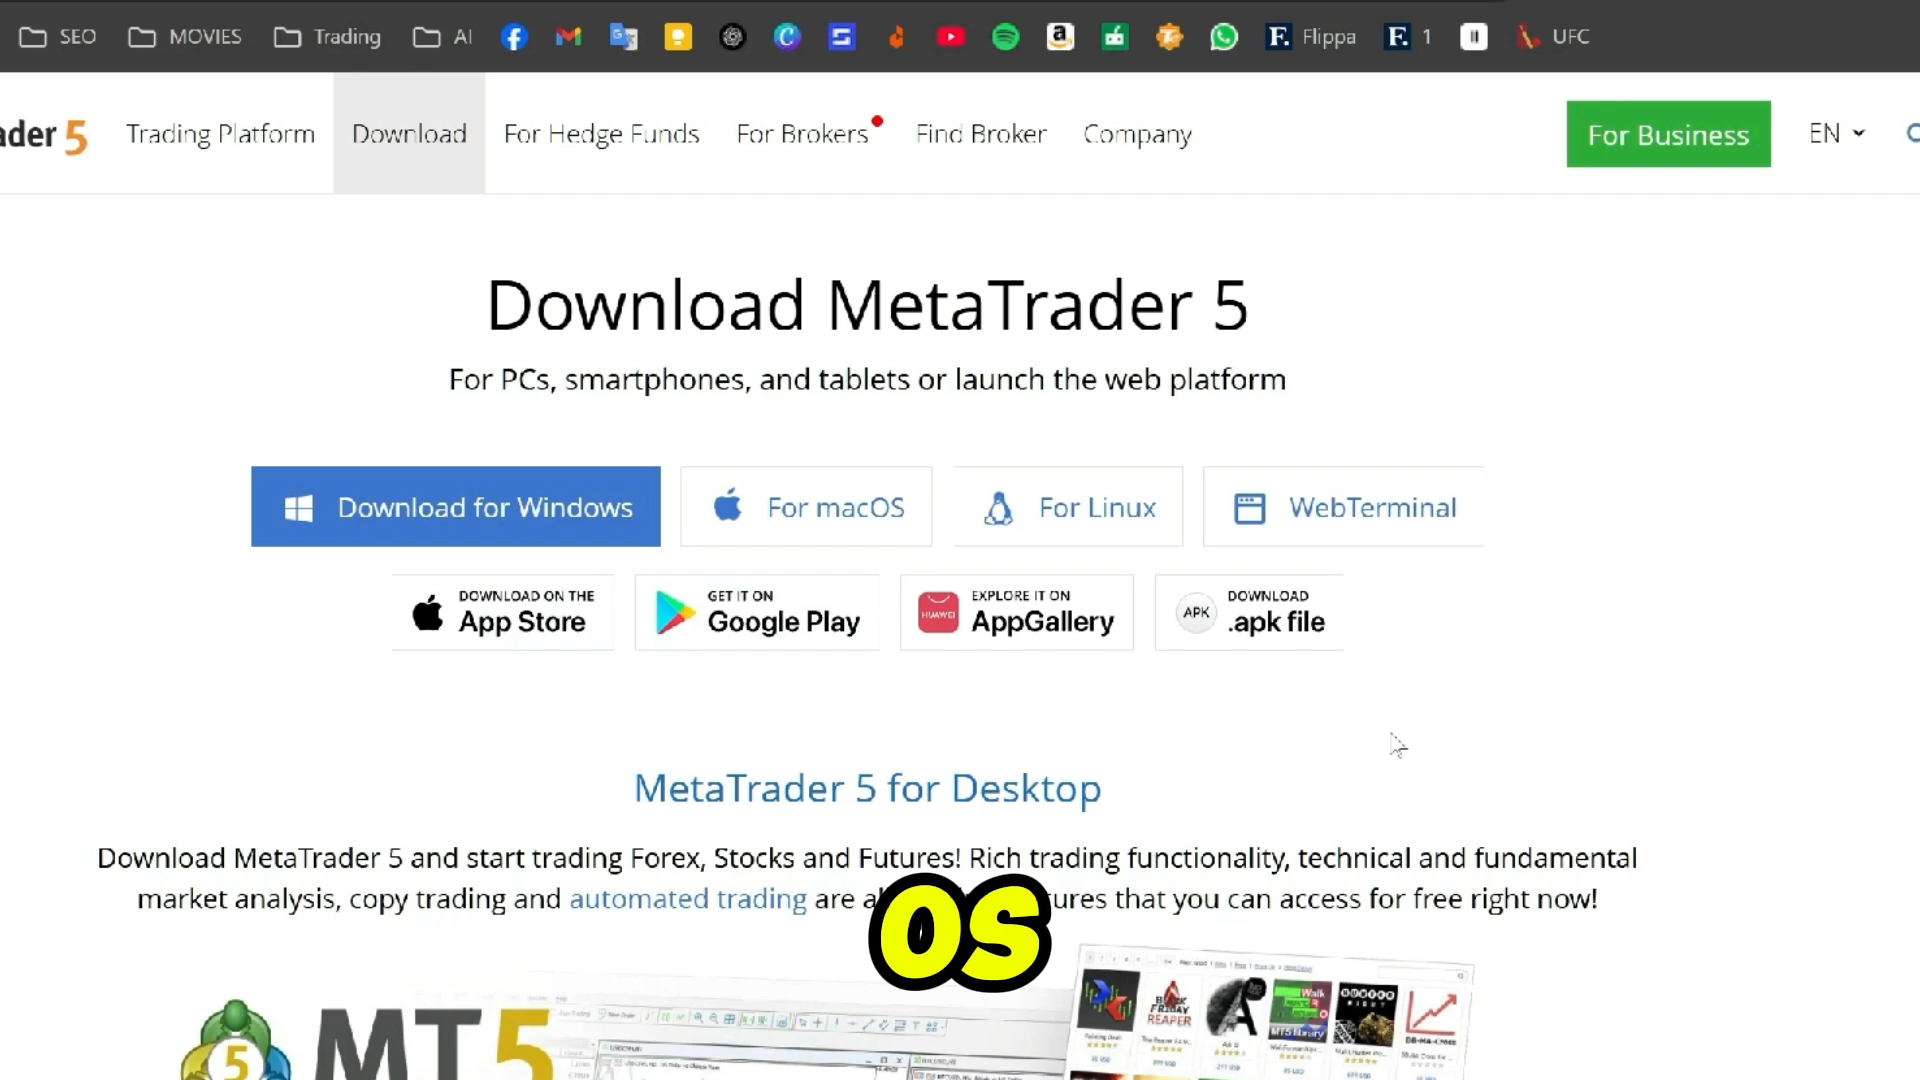 SEO MOVIES Trading AI Flippa 1 UFC
ader 5 Trading Platform Download For Hedge Funds For Brokers Find Broker Company For Business EN
Download MetaTrader 5
For PCs, smartphones, and tablets or launch the web platform
Download for Windows For macOS For Linux WebTerminal
DOWNLOAD ON THE App Store
GET IT ON Google Play
HUAWEI EXPLORE IT ON AppGallery
APK DOWNLOAD .apk file
MetaTrader 5 for Desktop
Download MetaTrader 5 and start trading Forex, Stocks and Futures! Rich trading functionality, technical and fundamental
market analysis, copy trading and automated trading are a ures that you can access for free right now!
OS
5 MT5
REAPER